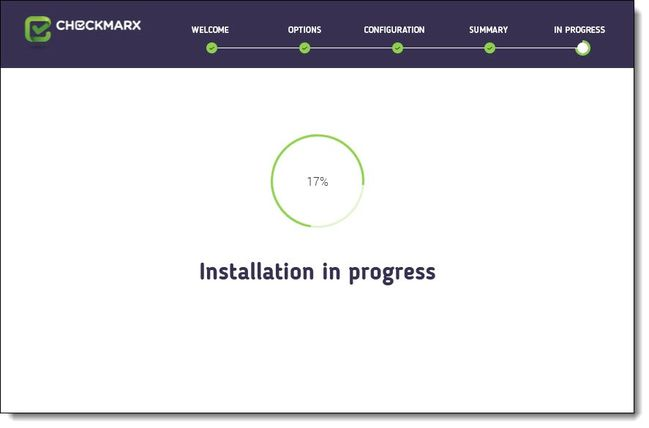 CHECKMARX
WELCOME
OPTIONS
CONFIGURATION
SUMMARY
IN PROGRESS
17%
Installation in progress